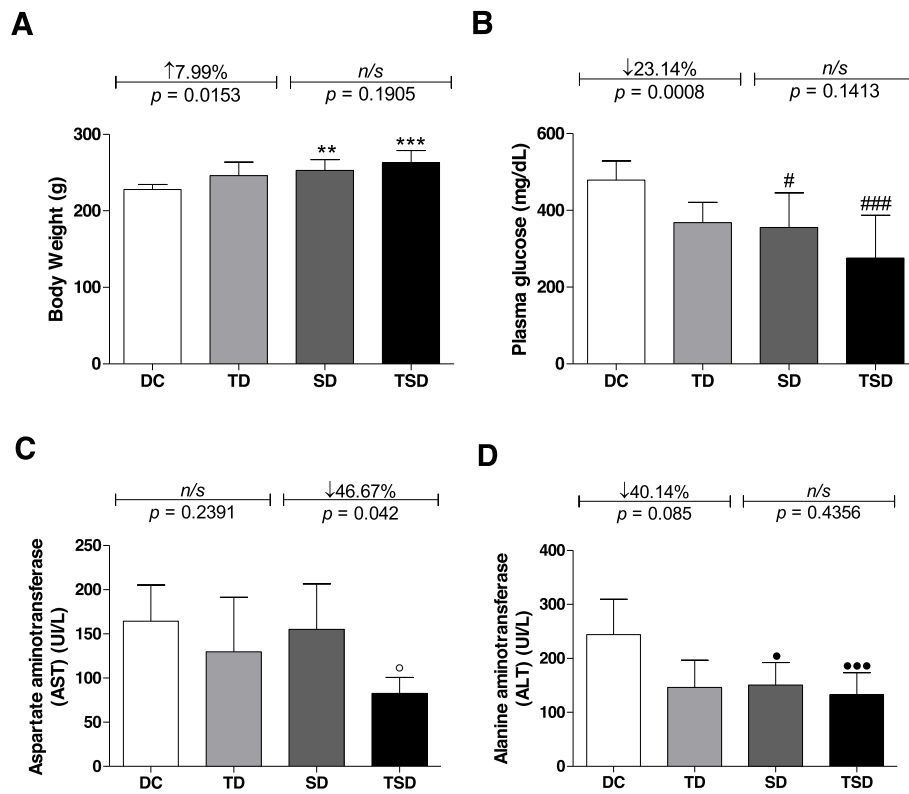 A
↑7.99%
p = 0.0153
n/s
p = 0.1905
Body Weight (g)
300
200
100
0
**
***
DC TD SD TSD
B
↓23.14%
p = 0.0008
n/s
p = 0.1413
Plasma glucose (mg/dL)
600
400
200
0
#
###
DC TD SD TSD
C
n/s
p = 0.2391
↓46.67%
p = 0.042
Aspartate aminotransferase
(AST) (UI/L)
250
200
150
100
50
0
○
DC TD SD TSD
D
↓40.14%
p = 0.085
n/s
p = 0.4356
Alanine aminotransferase
(ALT) (UI/L)
400
300
200
100
0
●
●●●
DC TD SD TSD